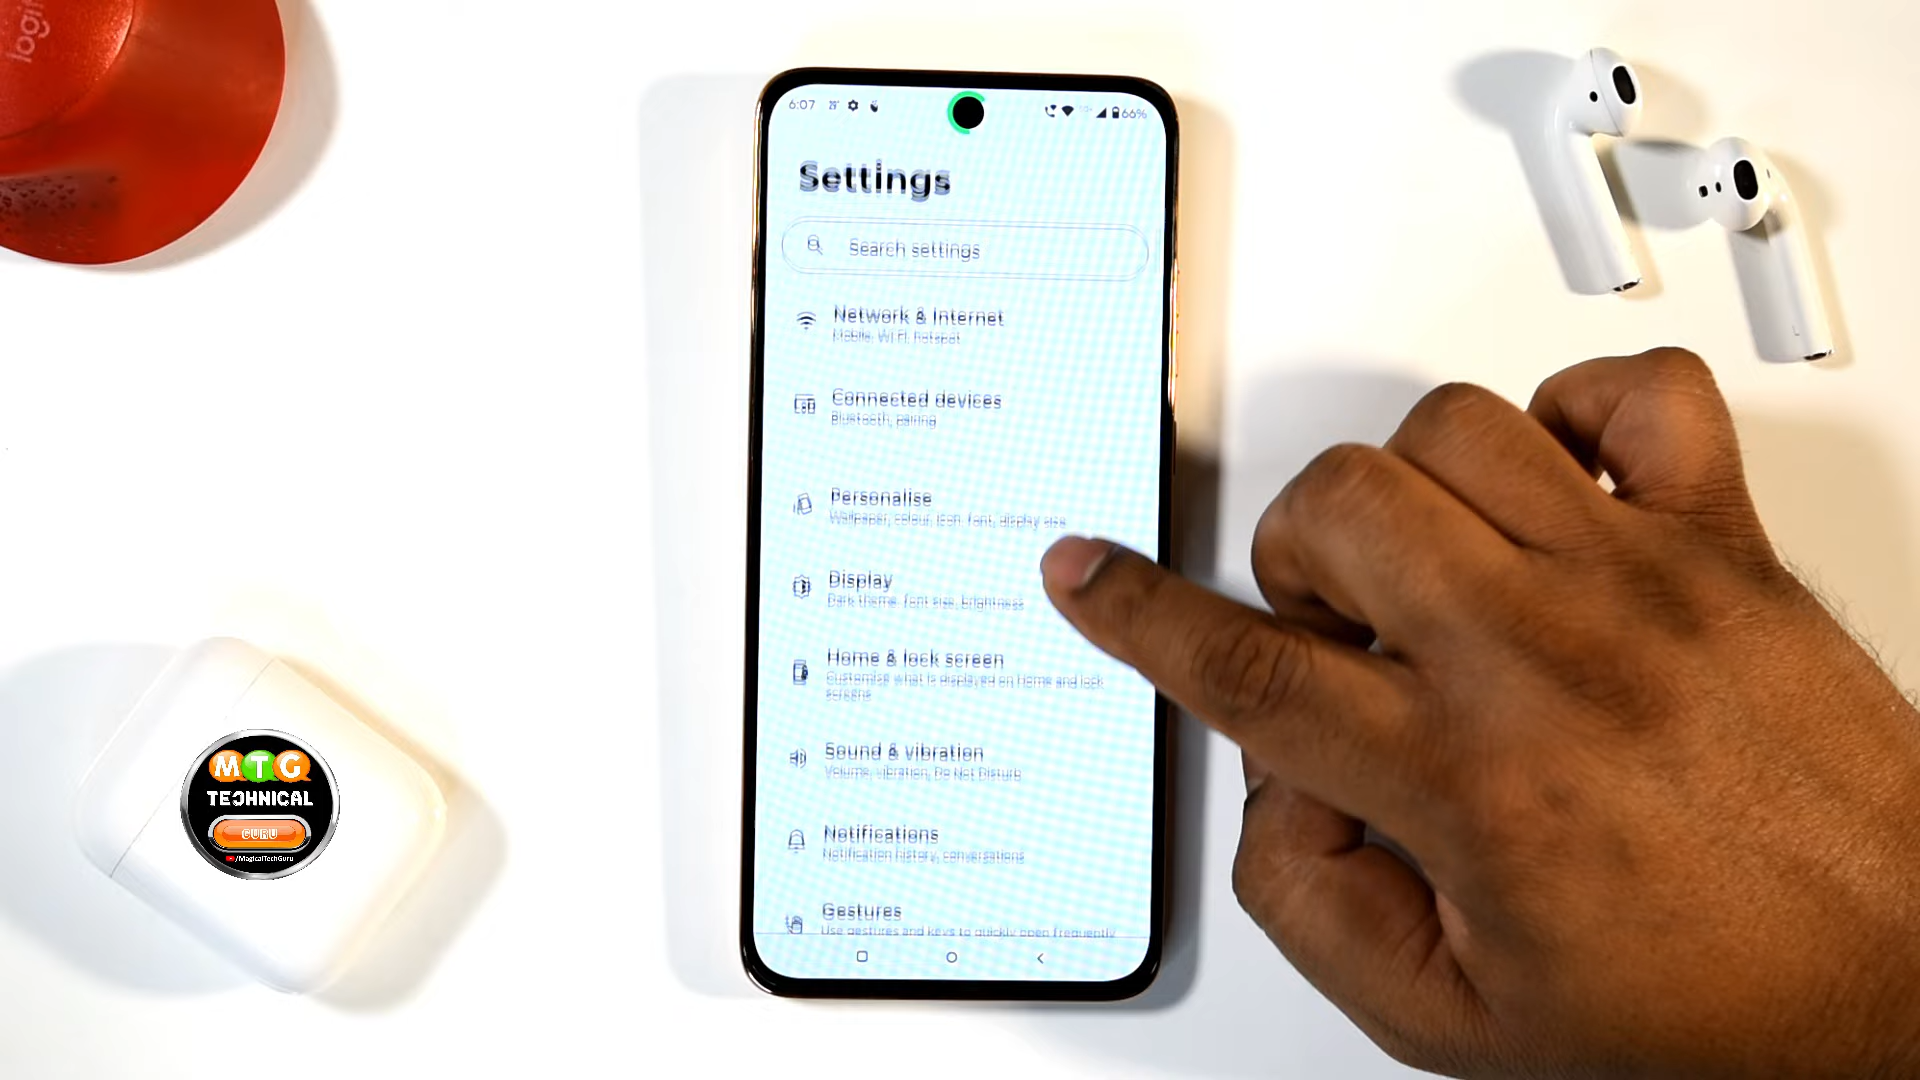 logi
6:07 29°
66%
Settings
Search settings
Network & Internet
Mobile, Wi Fi, hotspot
Connected devices
Bluetooth, pairing
Personalise
Wallpaper, colour, icon, font, display size
Display
Dark theme, font size, brightness
Home & lock screen
Customise what is displayed on Home and lock
screens
Sound & vibration
Volume, vibration, Do Not Disturb
Notifications
Notification history, conversations
Gestures
Use gestures and keys to quickly open frequently
L
MTG
TECHNICAL
GURU
/MagicalTechGuru